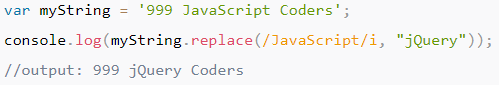 var myString = '999 JavaScript Coders';
console.log(myString.replace(/JavaScript/i, "jQuery"));
//output: 999 jQuery Coders